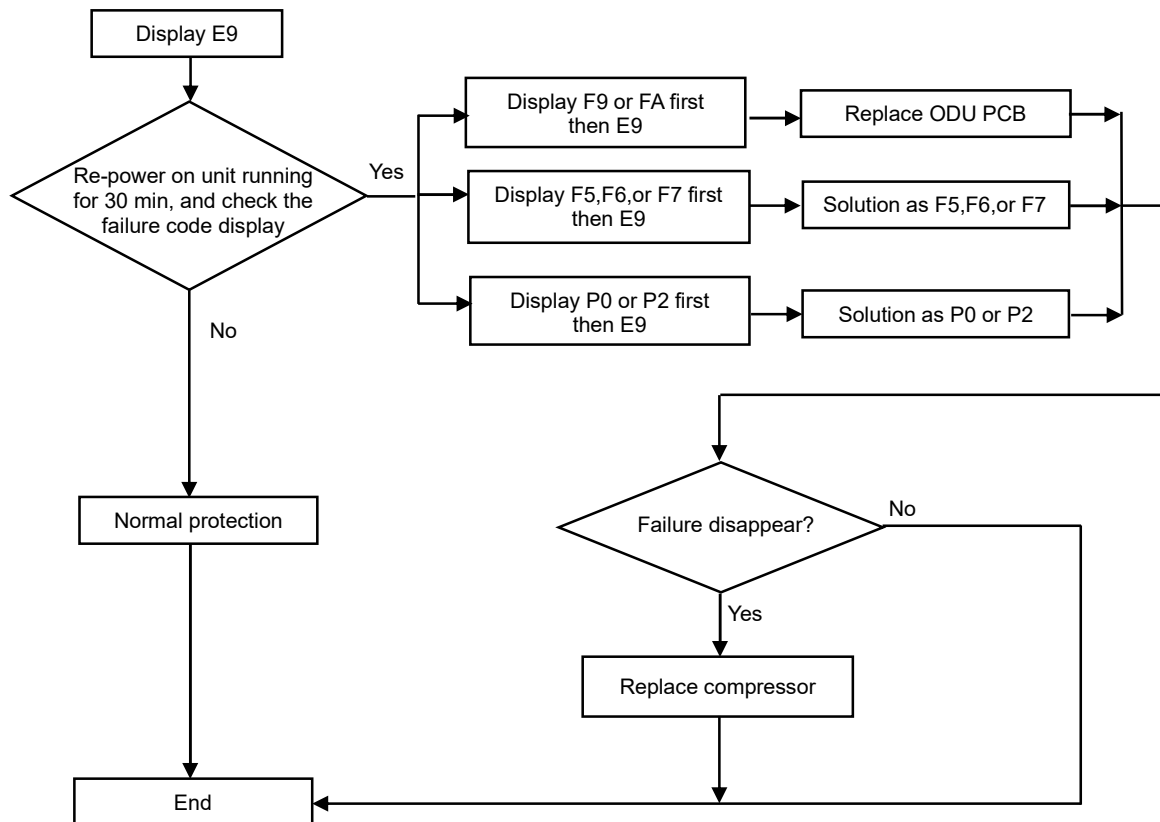 Display E9
Re-power on unit running
for 30 min, and check the
failure code display
Yes
No
Display F9 or FA first
then E9
Replace ODU PCB
Display F5,F6,or F7 first
then E9
Solution as F5,F6,or F7
Display P0 or P2 first
then E9
Solution as P0 or P2
Normal protection
Failure disappear?
No
Yes
Replace compressor
End